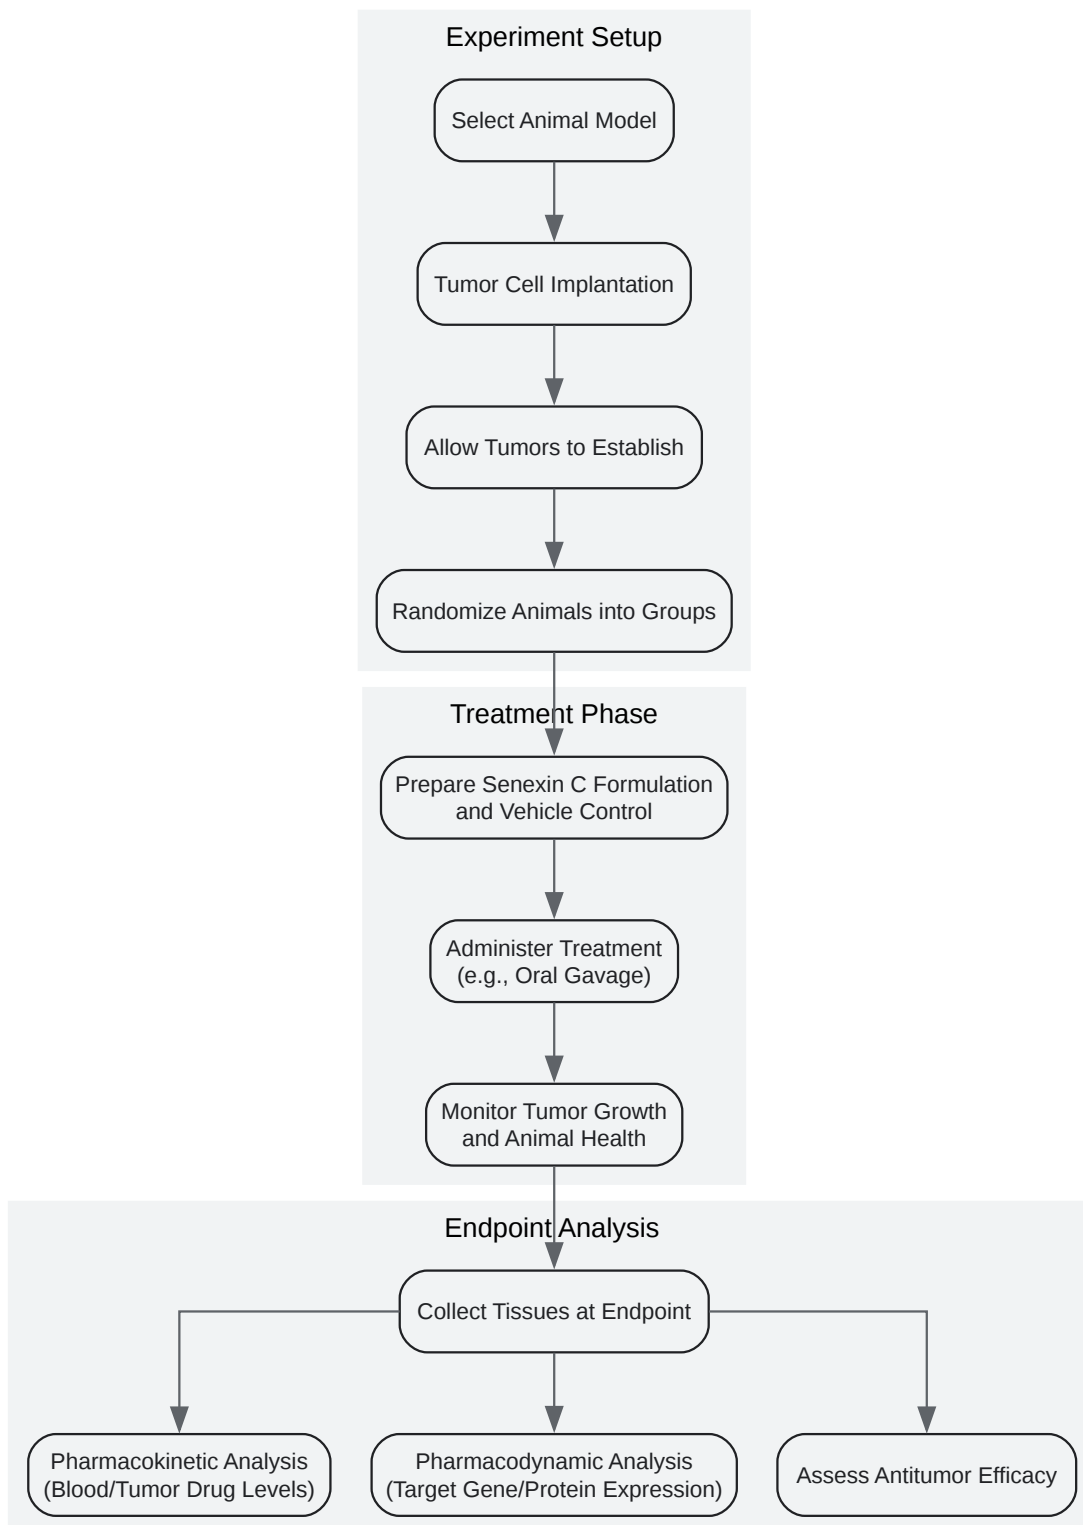 Experiment Setup
Select Animal Model
Tumor Cell Implantation
Allow Tumors to Establish
Randomize Animals into Groups
Treatment Phase
Prepare Senexin C Formulation
and Vehicle Control
Administer Treatment
(e.g., Oral Gavage)
Monitor Tumor Growth
and Animal Health
Endpoint Analysis
Collect Tissues at Endpoint
Pharmacokinetic Analysis
(Blood/Tumor Drug Levels)
Pharmacodynamic Analysis
(Target Gene/Protein Expression)
Assess Antitumor Efficacy